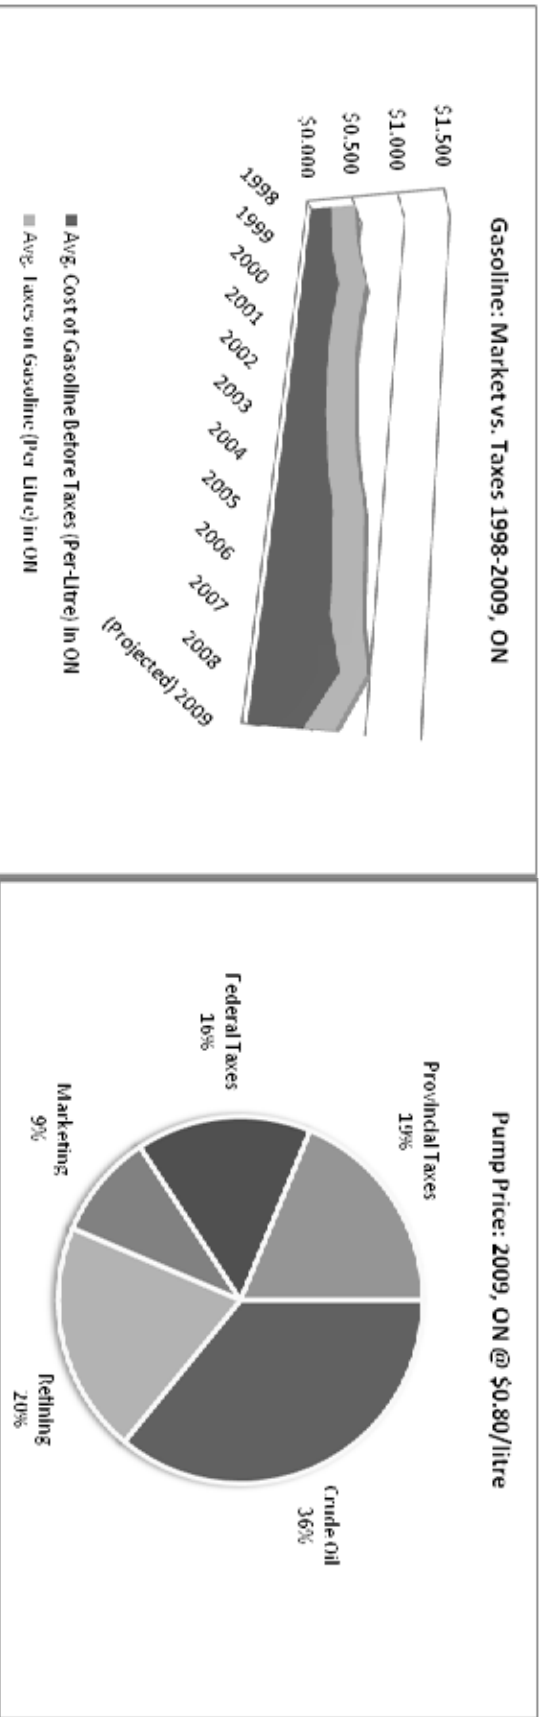 Gasoline: Market vs. Taxes 1998-2009, ON
$1.500
$1.000
$0.500
$0.000
1998
1999
2000
2001
2002
2003
2004
2005
2006
2007
2008
(Projected) 2009
Avg. Cost of Gasoline Before Taxes (Per-Litre) in ON
Avg. Taxes on Gasoline (Per Litre) in ON
Pump Price: 2009, ON @ $0.80/litre
Provincial Taxes
19%
Federal Taxes
16%
Marketing
9%
Refining
20%
Crude Oil
36%